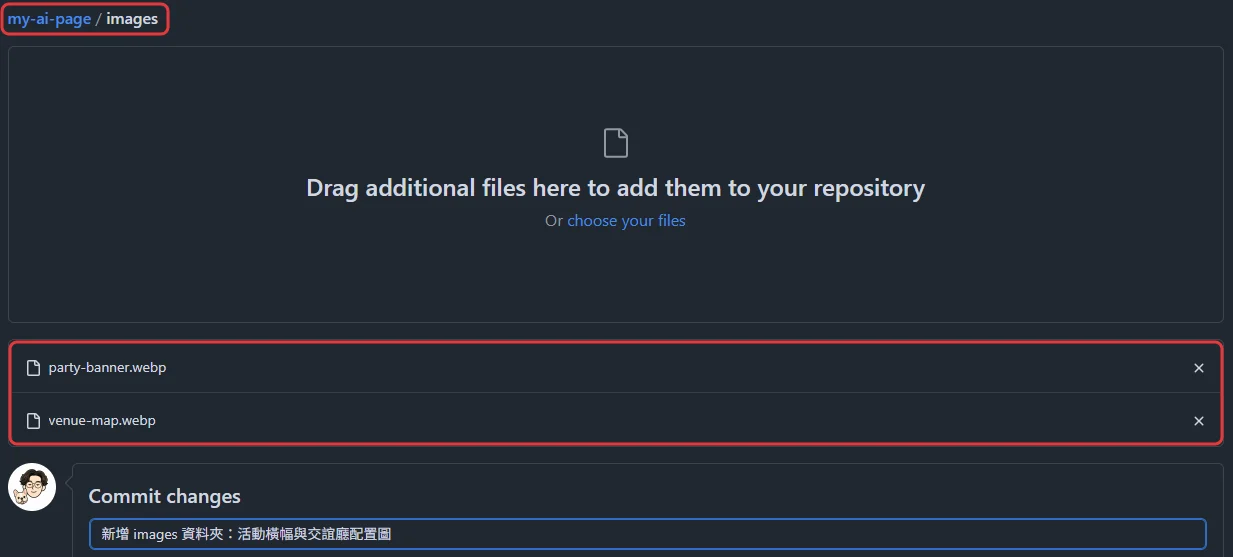 my-ai-page / images
Drag additional files here to add them to your repository
Or choose your files
party-banner.webp
venue-map.webp
Commit changes
新增 images 資料夾：活動橫幅與交誼廳配置圖